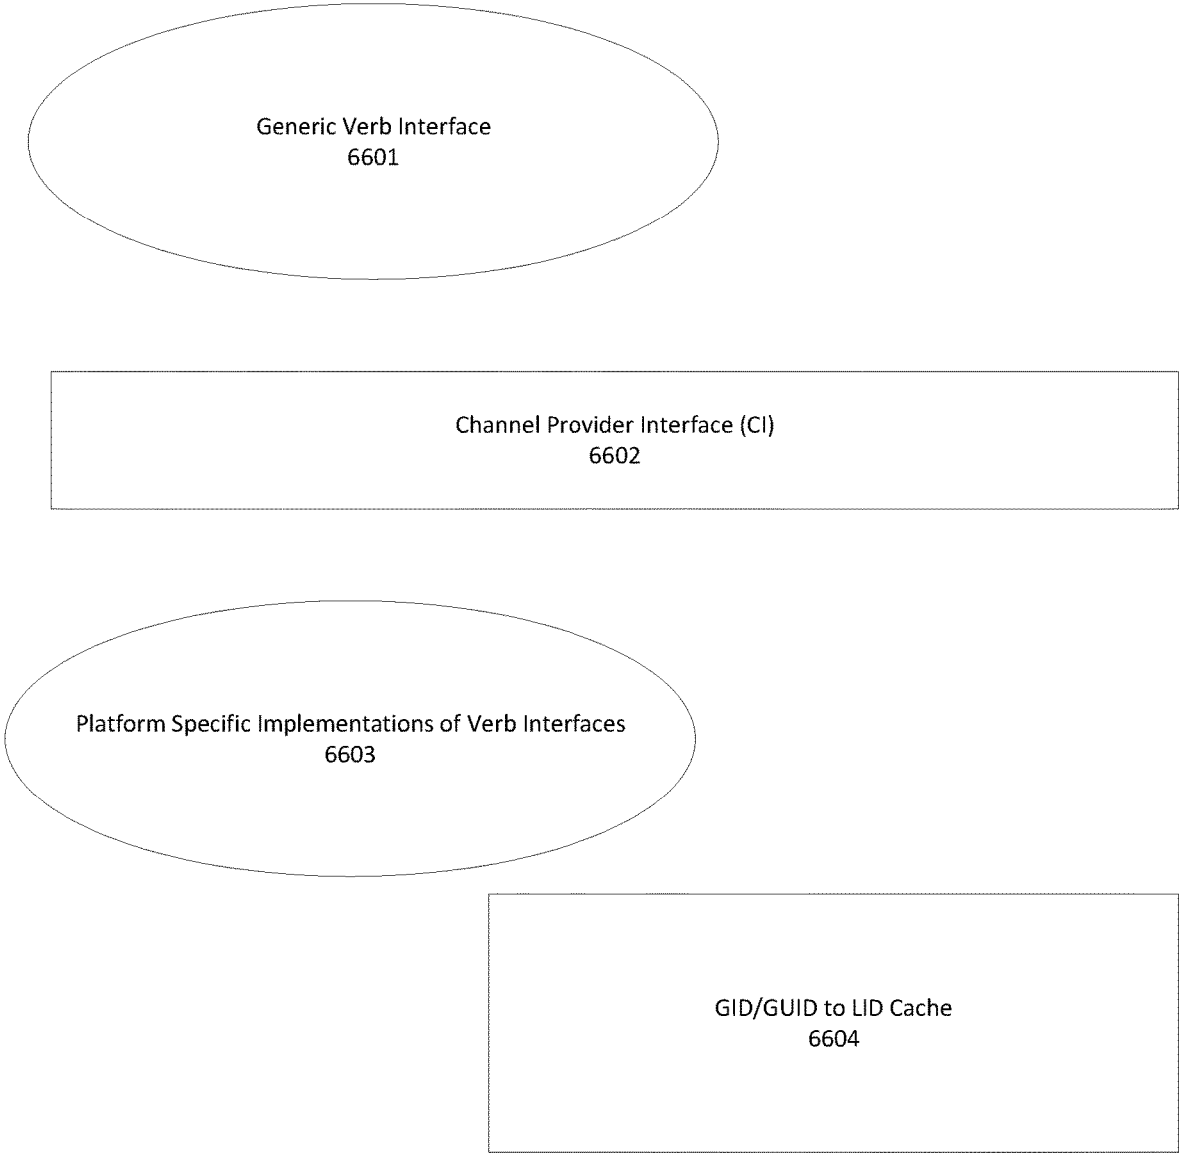 Generic Verb Interface
6601
Channel Provider Interface (CI)
6602
Platform Specific Implementations of Verb Interfaces
6603
GID/GUID to LID Cache
6604